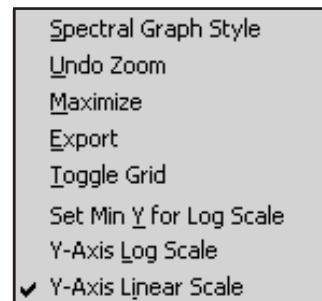 Spectral Graph Style
Undo Zoom
Maximize
Export
Toggle Grid
Set Min Y for Log Scale
Y-Axis Log Scale
Y-Axis Linear Scale